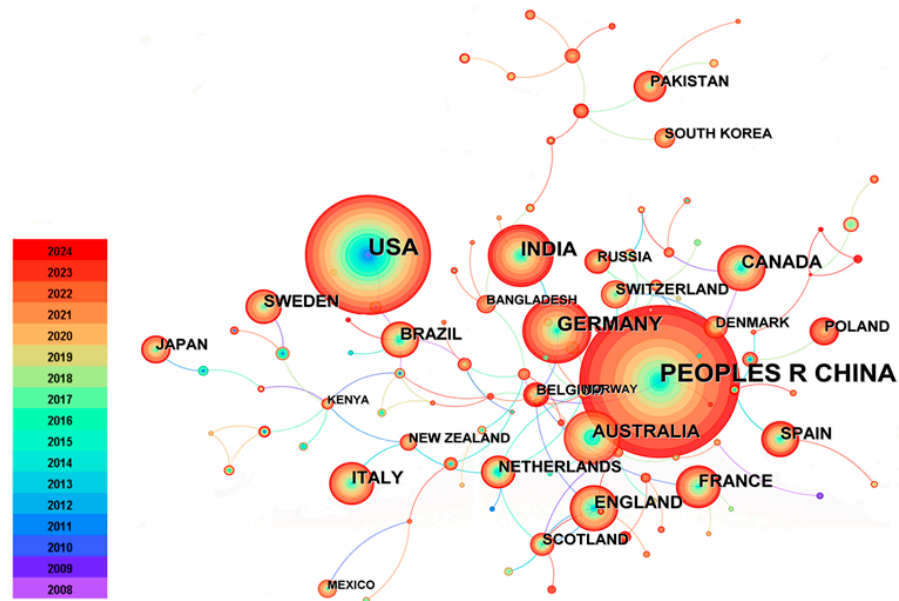 PAKISTAN
SOUTH KOREA
USA
INDIA
RUSSIA
CANADA
SWITZERLAND
SWEDEN
BANGLADESH
GERMANY
DENMARK
POLAND
BRAZIL
JAPAN
PEOPLES R CHINA
BELGIUM
NORWAY
KENYA
AUSTRALIA
SPAIN
NEW ZEALAND
NETHERLANDS
ITALY
FRANCE
ENGLAND
SCOTLAND
MEXICO
2024
2023
2022
2021
2020
2019
2018
2017
2016
2015
2014
2013
2012
2011
2010
2009
2008